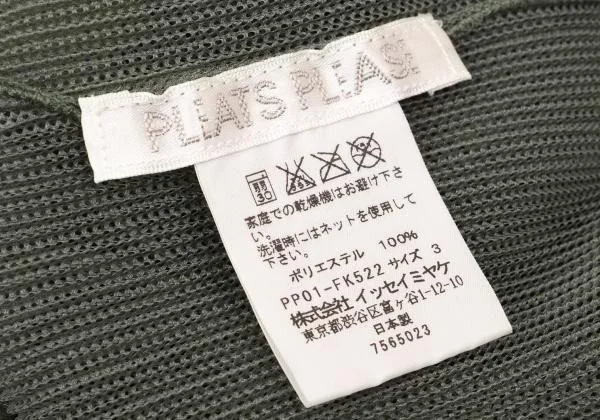 PLEATS PLEASE
弱
30
家庭での乾燥機はお避け下さ
い。
洗濯時にはネットを使用して
下さい。
ポリエステル 100%
PP01-FK522 サイズ 3
株式会社 イッセイミヤケ
東京都渋谷区富ヶ谷1-12-10
日本製
7565023